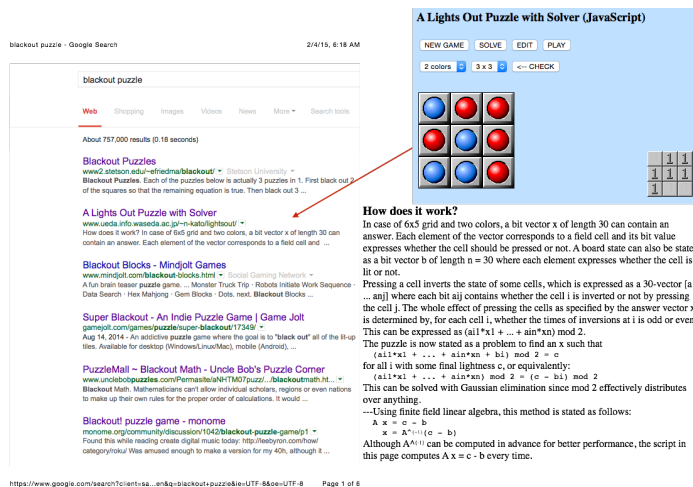 blackout puzzle - Google Search
2/4/15, 6:18 AM
blackout puzzle
Web Shopping Images Videos News More Search tools
About 757,000 results (0.18 seconds)
Blackout Puzzles
www2.stetson.edu/~efriedma/blackout/ Stetson University
Blackout Puzzles. Each of the puzzles below is actually 3 puzzles in 1. First black out 2
of the squares so that the remaining equation is true. Then black out 3 ...
A Lights Out Puzzle with Solver
www.ueda.info.waseda.ac.jp/~n-kato/lightsout/
How does it work? In case of 6x5 grid and two colors, a bit vector x of length 30 can
contain an answer. Each element of the vector corresponds to a field cell and ...
Blackout Blocks - Mindjolt Games
www.mindjolt.com/blackout-blocks.html Social Gaming Network
A fun brain teaser puzzle game. ... Monster Truck Trip · Robots Initiate Work Sequence ·
Data Search · Hex Mahjong · Gem Blocks · Dots. next. Blackout Blocks ...
Super Blackout - An Indie Puzzle Game | Game Jolt
gamejolt.com/games/puzzle/super-blackout/17349/
Aug 14, 2014 - An addictive puzzle game where the goal is to "black out" all of the lit-up
tiles. Available for desktop (Windows/Linux/Mac), mobile (Android), ...
PuzzleMall ~ Blackout Math - Uncle Bob's Puzzle Corner
www.unclebobpuzzles.com/Permasite/aNHTM07puzz/.../blackoutmath.ht...
Blackout Math. Mathematicians can't allow individual scholars, regions or even nations
to make up their own rules for the proper order of calculations. It would ...
Blackout! puzzle game - monome
monome.org/community/discussion/1042/blackout-puzzle-game/p1
Found this while reading create digital music today: http://leebyron.com/how/
category/roku/ Was amused enough to make a version for my 40h, although it ...
https://www.google.com/search?client=sa...en&q=blackout+puzzle&ie=UTF-8&oe=UTF-8
Page 1 of 6
A Lights Out Puzzle with Solver (JavaScript)
NEW GAME SOLVE EDIT PLAY
2 colors 3 x 3 <-- CHECK
1 1
1 1 1
1
How does it work?
In case of 6x5 grid and two colors, a bit vector x of length 30 can contain an
answer. Each element of the vector corresponds to a field cell and its bit value
expresses whether the cell should be pressed or not. A board state can also be state
as a bit vector b of length n = 30 where each element expresses whether the cell is
lit or not.
Pressing a cell inverts the state of some cells, which is expressed as a 30-vector [a
... anj] where each bit aij contains whether the cell i is inverted or not by pressing
the cell j. The whole effect of pressing the cells as specified by the answer vector x
is determined by, for each cell i, whether the times of inversions at i is odd or even
This can be expressed as (ai1*x1 + ... + ain*xn) mod 2.
The puzzle is now stated as a problem to find an x such that
(ai1*x1 + ... + ain*xn + bi) mod 2 = c
for all i with some final lightness c, or equivalently:
(ai1*x1 + ... + ain*xn) mod 2 = (c - bi) mod 2
This can be solved with Gaussian elimination since mod 2 effectively distributes
over anything.
---Using finite field linear algebra, this method is stated as follows:
A x = c - b
x = A^(-1)(c - b)
Although A^(-1) can be computed in advance for better performance, the script in
this page computes A x = c - b every time.